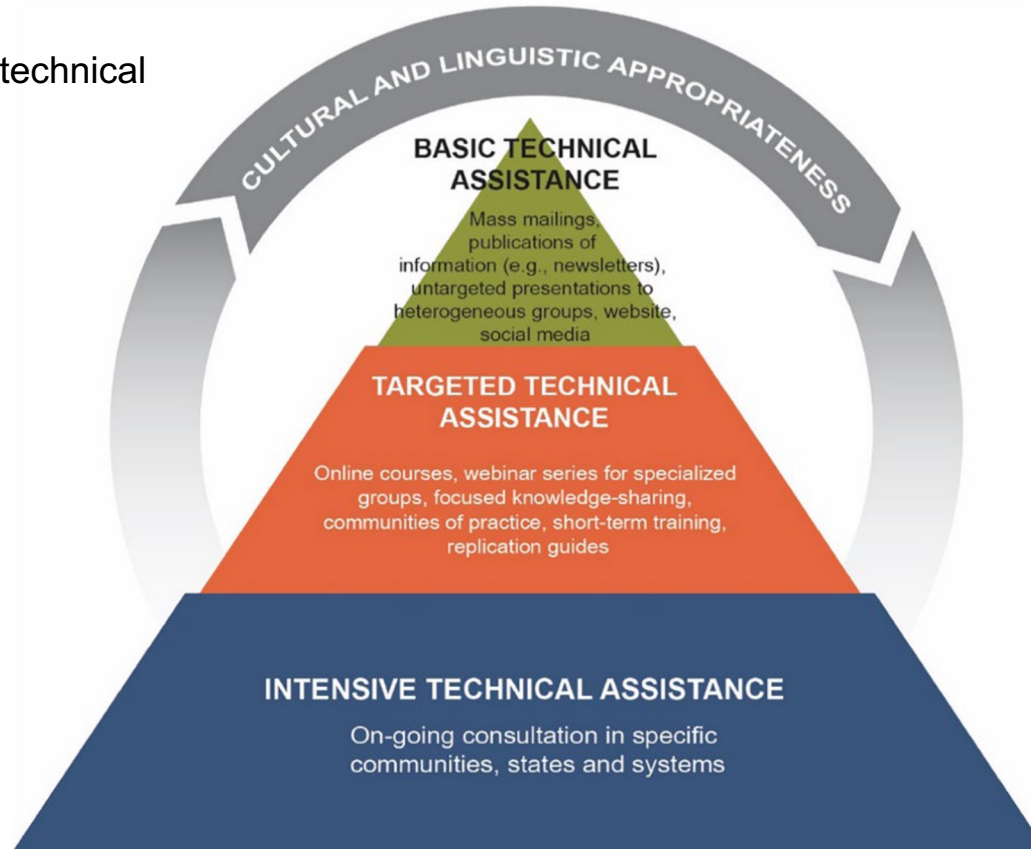 technical
CULTURAL AND LINGUISTIC APPROPRIATENESS
BASIC TECHNICAL
ASSISTANCE
Mass mailings,
publications of
information (e.g., newsletters),
untargeted presentations to
heterogeneous groups, website,
social media
TARGETED TECHNICAL
ASSISTANCE
Online courses, webinar series for specialized
groups, focused knowledge-sharing,
communities of practice, short-term training,
replication guides
INTENSIVE TECHNICAL ASSISTANCE
On-going consultation in specific
communities, states and systems